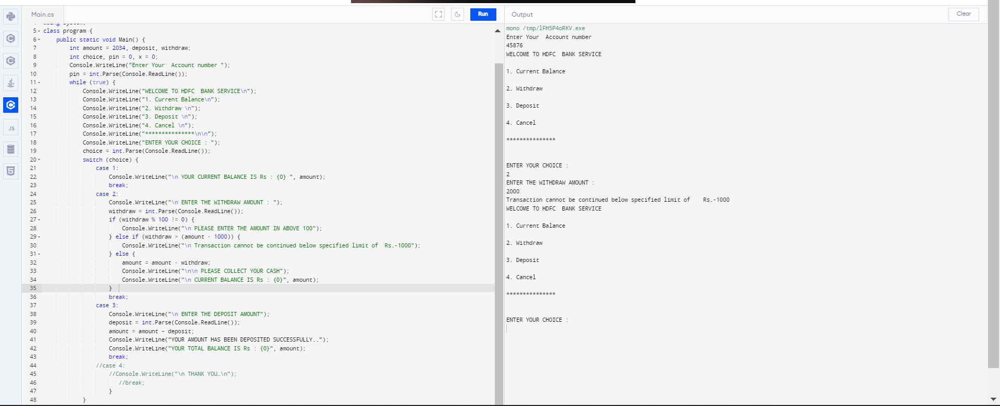 Main.cs
Run
Output
Clear
JS
5
class program {
6 public static void Main() {
7 int amount = 2034, deposit, withdraw;
8 int choice, pin = 0, x = 0;
9 Console.WriteLine("Enter Your  Account number ");
10 pin = int.Parse(Console.ReadLine());
11 while (true) {
12 Console.WriteLine("WELCOME TO HDFC  BANK SERVICE\n");
13 Console.WriteLine("1. Current Balance\n");
14 Console.WriteLine("2. Withdraw \n");
15 Console.WriteLine("3. Deposit \n");
16 Console.WriteLine("4. Cancel \n");
17 Console.WriteLine("***************\n\n");
18 Console.WriteLine("ENTER YOUR CHOICE : ");
19 choice = int.Parse(Console.ReadLine());
20 switch (choice) {
21 case 1:
22 Console.WriteLine("\n YOUR CURRENT BALANCE IS Rs : {0} ", amount);
23 break;
24 case 2:
25 Console.WriteLine("\n ENTER THE WITHDRAW AMOUNT : ");
26 withdraw = int.Parse(Console.ReadLine());
27 if (withdraw % 100 != 0) {
28 Console.WriteLine("\n PLEASE ENTER THE AMOUNT IN ABOVE 100");
29 } else if (withdraw > (amount - 1000)) {
30 Console.WriteLine("\n Transaction cannot be continued below specified limit of  Rs.-1000");
31 } else {
32 amount = amount - withdraw;
33 Console.WriteLine("\n\n PLEASE COLLECT YOUR CASH");
34 Console.WriteLine("\n CURRENT BALANCE IS Rs : {0}", amount);
35 }
36 break;
37 case 3:
38 Console.WriteLine("\n ENTER THE DEPOSIT AMOUNT");
39 deposit = int.Parse(Console.ReadLine());
40 amount = amount + deposit;
41 Console.WriteLine(“YOUR AMOUNT HAS BEEN DEPOSITED SUCCESSFULLY..”);
42 Console.WriteLine("YOUR TOTAL BALANCE IS Rs : {0}", amount);
43 break;
44 //case 4:
45 //Console.WriteLine("\n THANK YOU…\n”);
46 //break;
47 }
48 }
mono /tmp/lFH5P4oRKV.exe
Enter Your  Account number
45876
WELCOME TO HDFC  BANK SERVICE
1. Current Balance
2. Withdraw
3. Deposit
4. Cancel
***************
ENTER YOUR CHOICE :
2
ENTER THE WITHDRAW AMOUNT :
2000
Transaction cannot be continued below specified limit of    Rs.-1000
WELCOME TO HDFC  BANK SERVICE
1. Current Balance
2. Withdraw
3. Deposit
4. Cancel
***************
ENTER YOUR CHOICE :